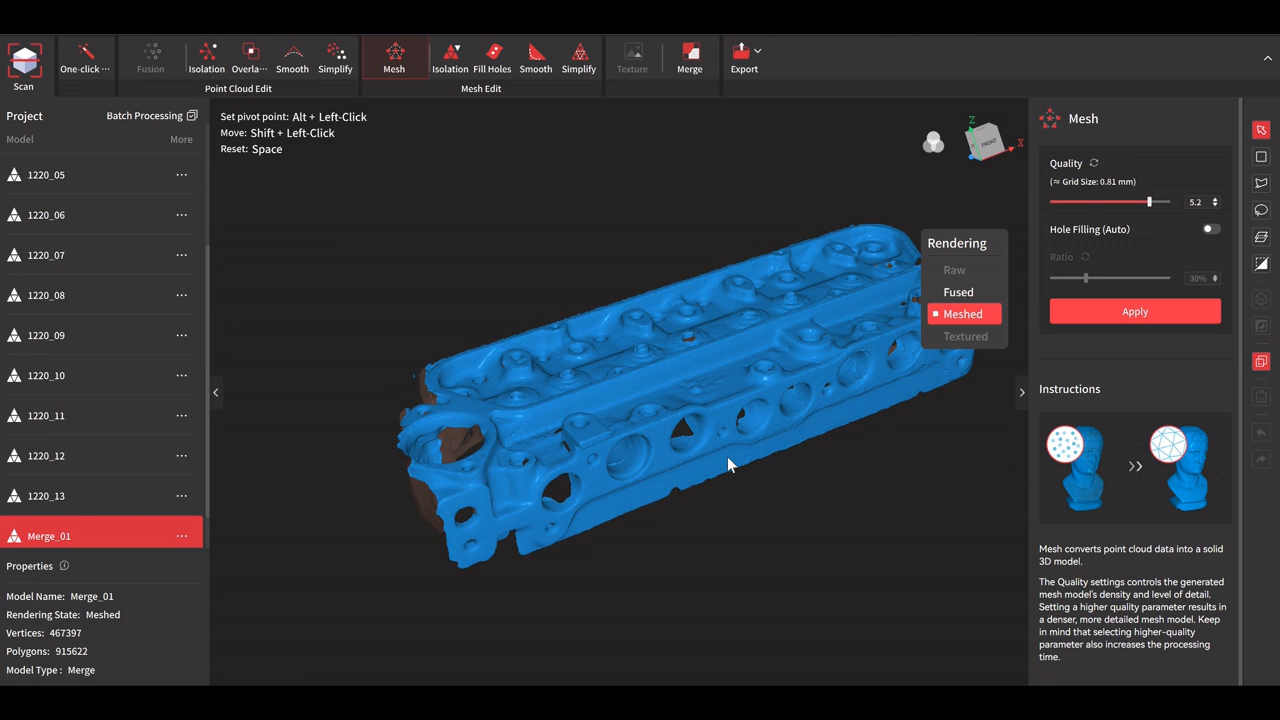 Scan
One-click ···
Fusion
Isolation
Overla···
Smooth
Simplify
Point Cloud Edit
Mesh
Isolation
Fill Holes
Smooth
Simplify
Mesh Edit
Texture
Merge
Export
Project
Batch Processing
Model
More
1220_05
1220_06
1220_07
1220_08
1220_09
1220_10
1220_11
1220_12
1220_13
Merge_01
Properties
Model Name: Merge_01
Rendering State: Meshed
Vertices: 467397
Polygons: 915622
Model Type : Merge
Set pivot point: Alt + Left-Click
Move: Shift + Left-Click
Reset: Space
Z
X
FRONT
Rendering
Raw
Fused
Meshed
Textured
Mesh
Quality
(≈ Grid Size: 0.81 mm)
5.2
Hole Filling (Auto)
Ratio
30%
Apply
Instructions
Mesh converts point cloud data into a solid
3D model.
The Quality settings controls the generated
mesh model's density and level of detail.
Setting a higher quality parameter results in
a denser, more detailed mesh model. Keep
in mind that selecting higher-quality
parameter also increases the processing
time.